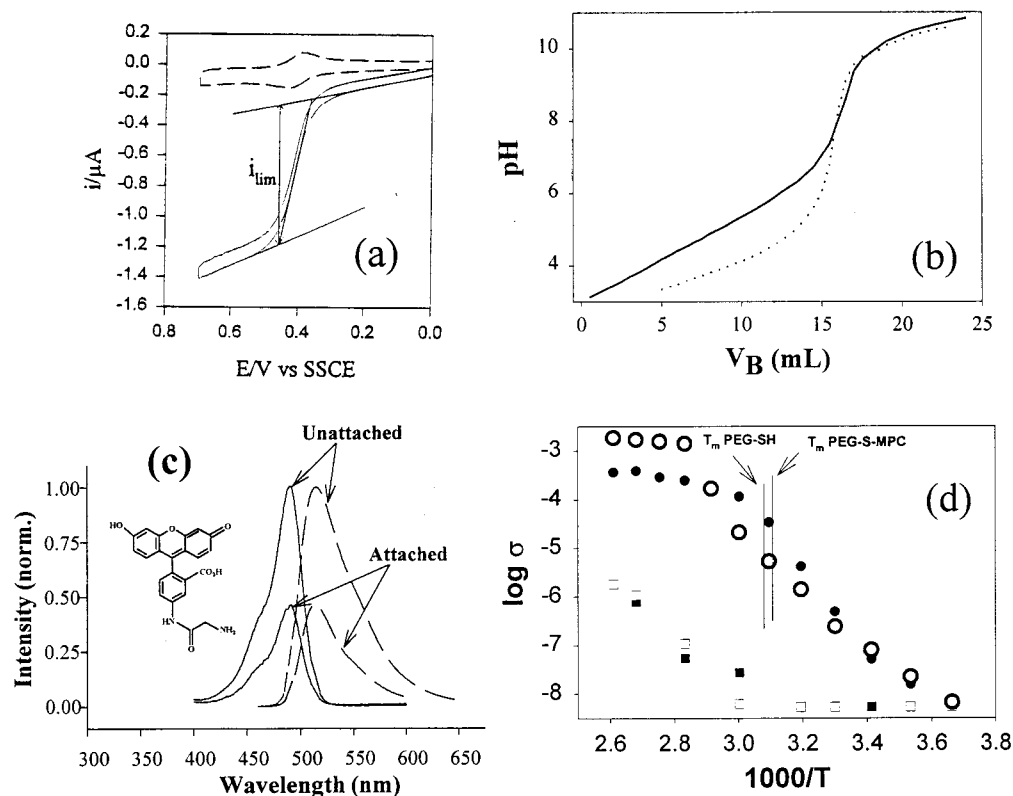 0.2
0.0
-0.2
-0.4
-0.6
-0.8
-1.0
-1.2
-1.4
-1.6
i/µA
i lim
(a)
0.8 0.6 0.4 0.2 0.0
E/V vs SSCE
10
8
6
4
pH
(b)
0 5 10 15 20 25
V_B (mL)
(c)
Unattached
Attached
1.00
0.75
0.50
0.25
0.00
Intensity (norm.)
HO
O
O
CO₂H
NH
O
NH₂
300 350 400 450 500 550 600 650
Wavelength (nm)
-3
-4
-5
-6
-7
-8
log σ
Tm PEG-SH
Tm PEG-S-MPC
(d)
2.6 2.8 3.0 3.2 3.4 3.6 3.8
1000/T